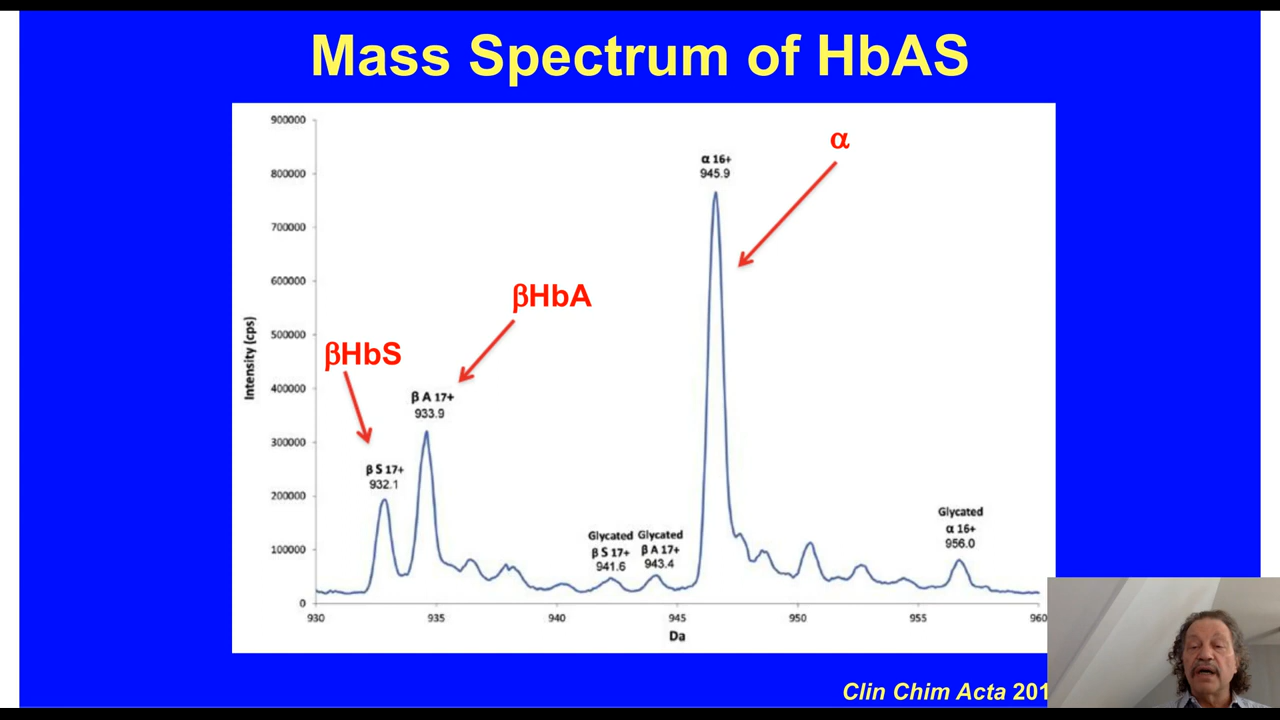 Mass Spectrum of HbAS
900000
800000
700000
600000
500000
400000
300000
200000
100000
0
Intensity (cps)
βHbS
β S 17+
932.1
βHbA
β A 17+
933.9
Glycated
β S 17+
941.6
Glycated
β A 17+
943.4
α 16+
945.9
α
Glycated
α 16+
956.0
930
935
940
945
950
955
960
Da
Clin Chim Acta 201